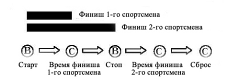 Финиш 1-го спортсмена
Финиш 2-го спортсмена
B C B C C
Старт Время финиша 1-го спортсмена Стоп Время финиша 2-го спортсмена Сброс